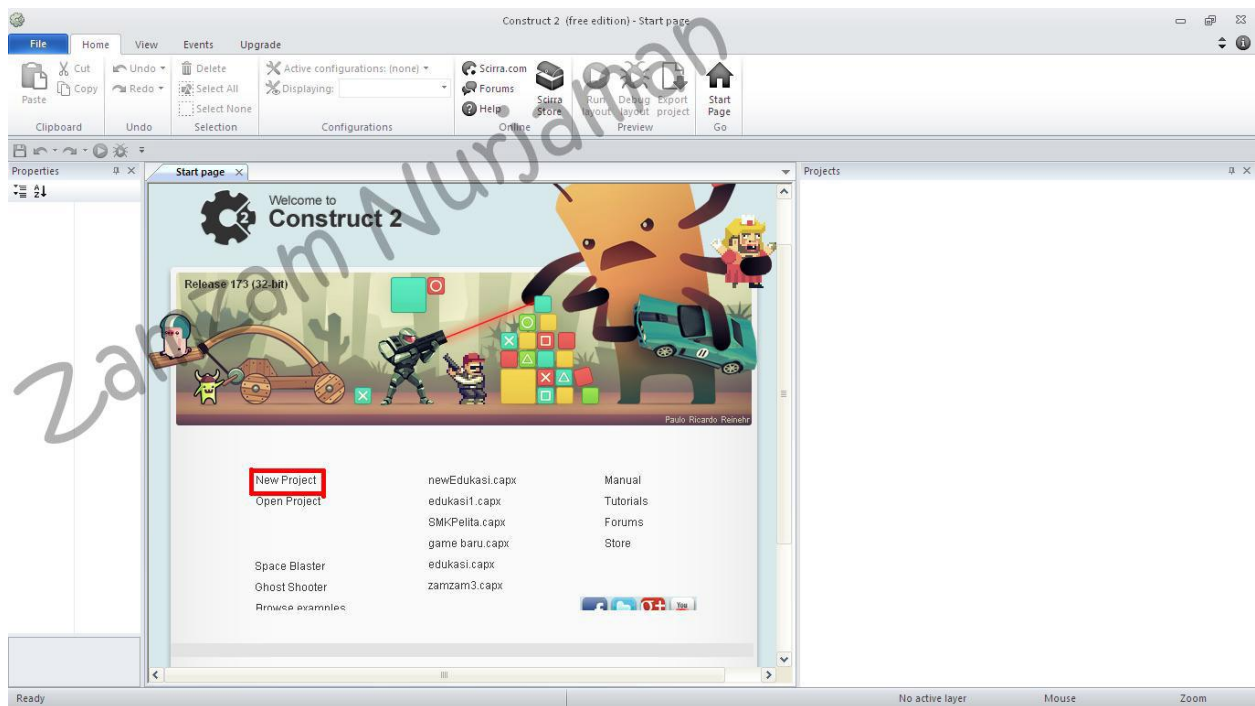 Construct 2 (free edition) - Start page
File Home View Events Upgrade
Paste
Cut
Copy
Clipboard
Undo
Redo
Undo
Delete
Select All
Select None
Selection
Active configurations: (none)
Displaying:
Configurations
Scirra.com
Forums
Help
Scirra Store
Online
Run layout
Debug layout
Export project
Preview
Start Page
Go
Properties
Start page
Projects
Welcome to
Construct 2
Release 173 (32-bit)
Paulo Ricardo Reinehr
New Project
Open Project
Space Blaster
Ghost Shooter
Browse examples
newEdukasi.capx
edukasi1.capx
SMKPelita.capx
game baru.capx
edukasi.capx
zamzam3.capx
Manual
Tutorials
Forums
Store
You
Zamzam Nurjaman
Ready
No active layer
Mouse
Zoom